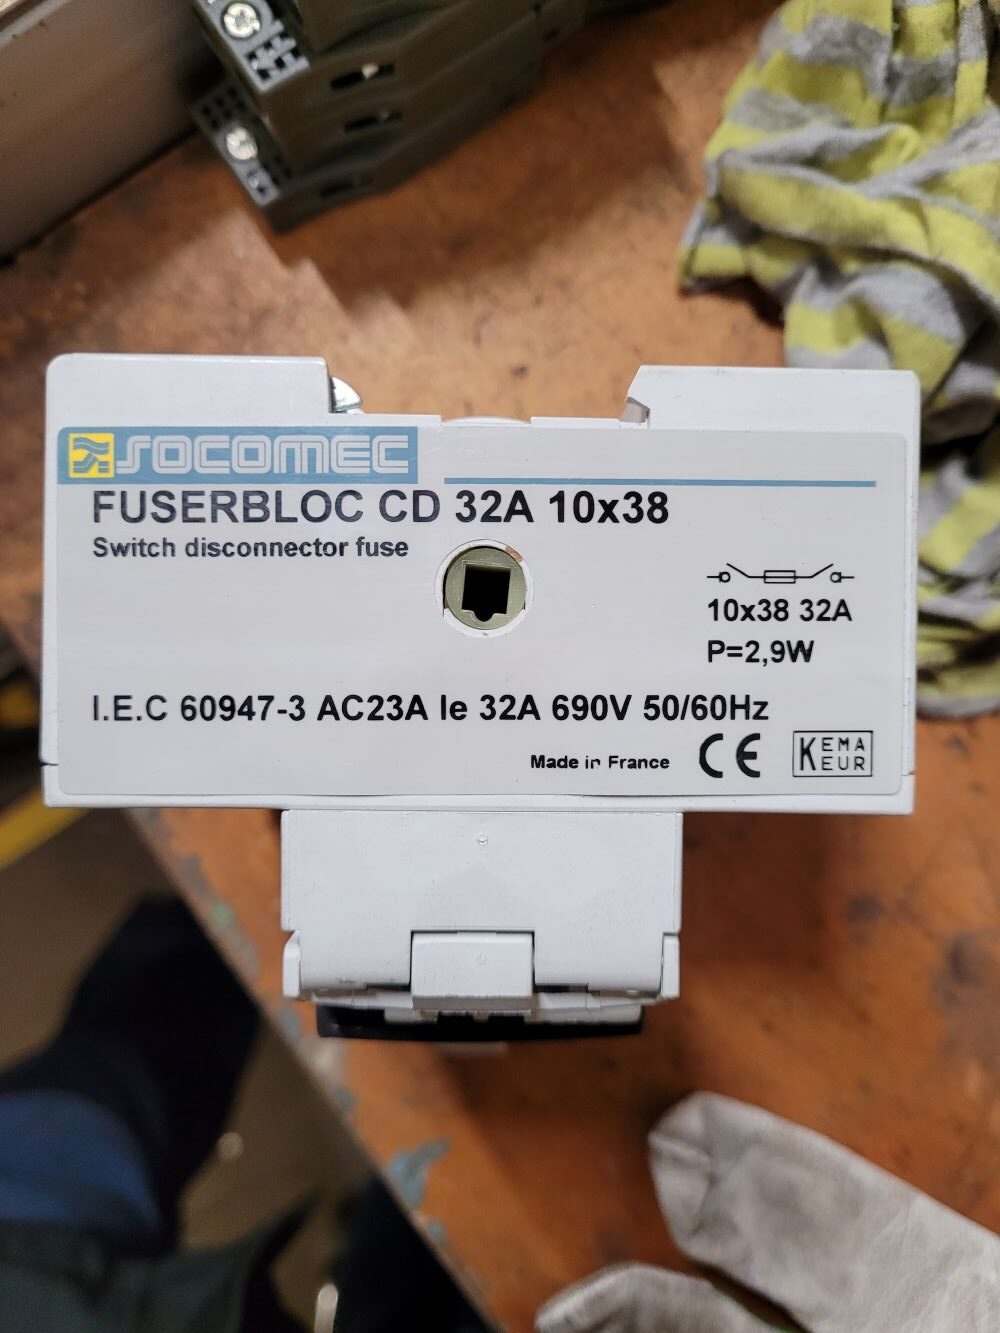 SOCOMEC
FUSERBLOC CD 32A 10x38
Switch disconnector fuse
10x38 32A
P=2,9W
I.E.C 60947-3 AC23A Ie 32A 690V 50/60Hz
Made in France CE KEMA KEUR